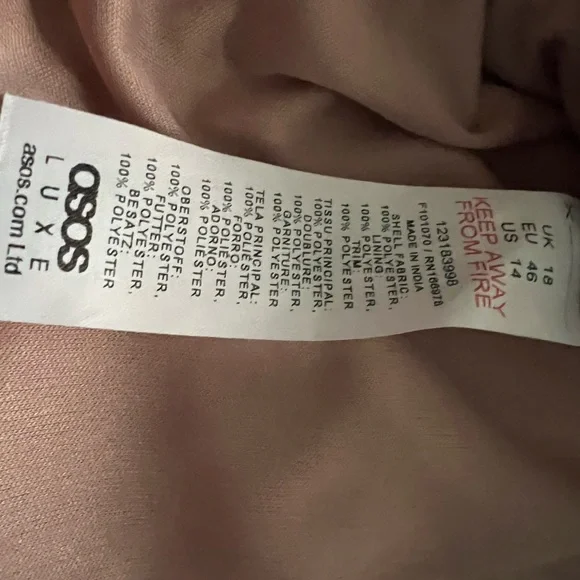 UK 18
EU 46
US 14
KEEP AWAY
FROM FIRE
123183998
F101070 / RN106978
MADE IN INDIA
SHELL FABRIC:
100% POLYESTER,
LINING:
100% POLYESTER,
TRIM:
100% POLYESTER
TISSU PRINCIPAL:
100% POLYESTER,
DOUBLURE:
100% POLYESTER,
GARNITURE:
100% POLYESTER
TELA PRINCIPAL:
100% POLIÉSTER,
FORRO:
100% POLIÉSTER,
ADORNO:
100% POLIÉSTER
OBERSTOFF:
100% POLYESTER,
FUTTER:
100% POLYESTER,
BESATZ:
100% POLYESTER
asos
LUXE
asos.com Ltd